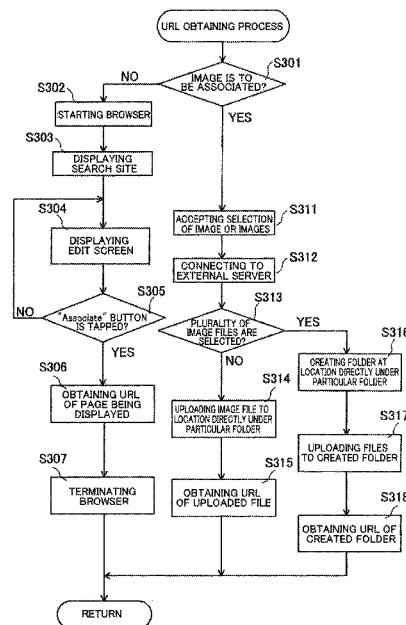 URL OBTAINING PROCESS
S301
IMAGE IS TO
BE ASSOCIATED?
NO
YES
S302
STARTING BROWSER
S303
DISPLAYING
SEARCH SITE
S304
DISPLAYING
EDIT SCREEN
S305
"Associate" BUTTON
IS TAPPED?
NO
YES
S306
OBTAINING URL
OF PAGE BEING
DISPLAYED
S307
TERMINATING
BROWSER
S311
ACCEPTING SELECTION
OF IMAGE OR IMAGES
S312
CONNECTING TO
EXTERNAL SERVER
S313
PLURALITY OF
IMAGE FILES ARE
SELECTED?
YES
NO
S314
UPLOADING IMAGE FILE TO
LOCATION DIRECTLY UNDER
PARTICULAR FOLDER
S315
OBTAINING URL
OF UPLOADED FILE
S316
CREATING FOLDER AT
LOCATION DIRECTLY UNDER
PARTICULAR FOLDER
S317
UPLOADING FILES
TO CREATED FOLDER
S318
OBTAINING URL OF
CREATED FOLDER
RETURN